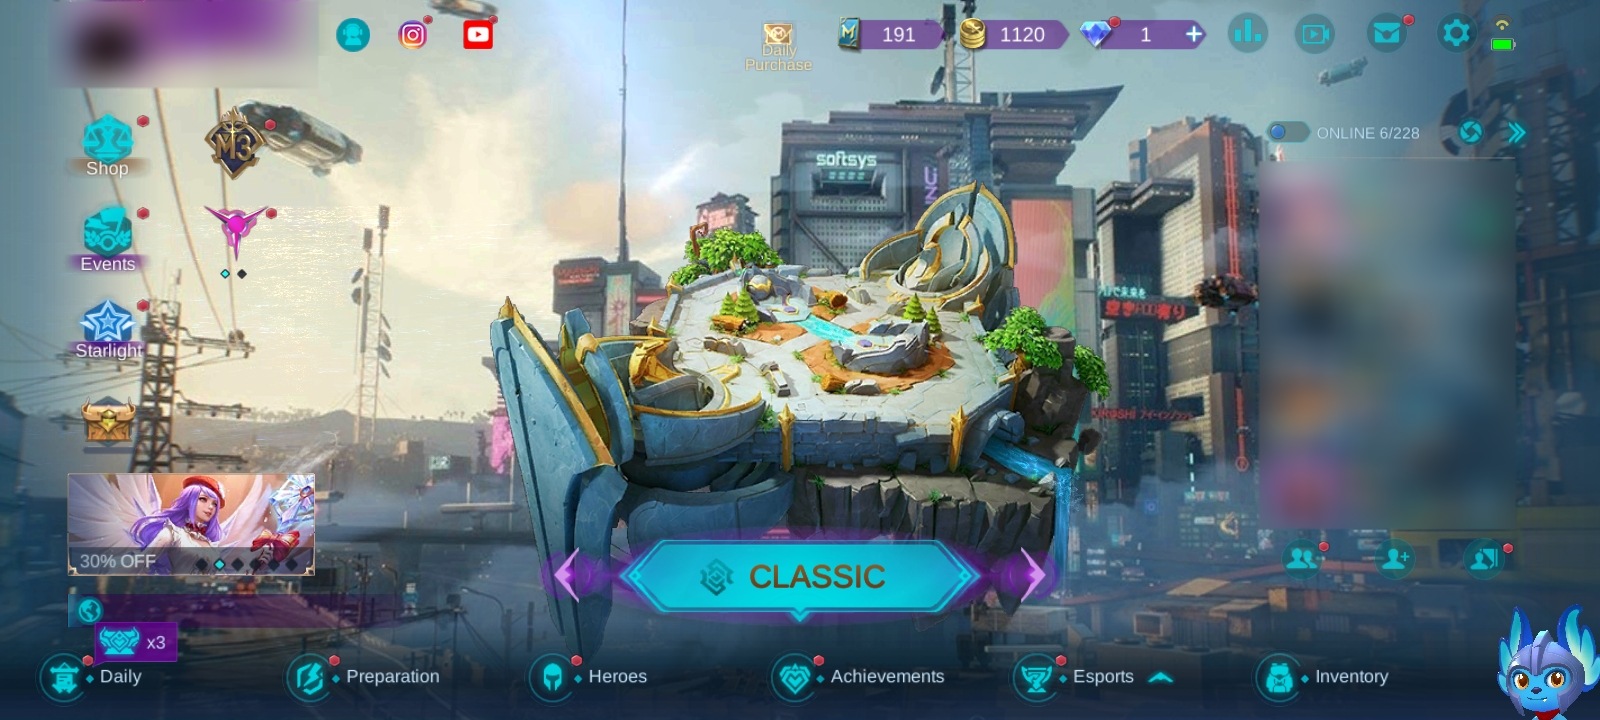 Daily
Purchase
191
1120
1
ONLINE 6/228
Shop
M3
Events
Starlight
softsys
30% OFF
CLASSIC
x3
Daily
Preparation
Heroes
Achievements
Esports
Inventory